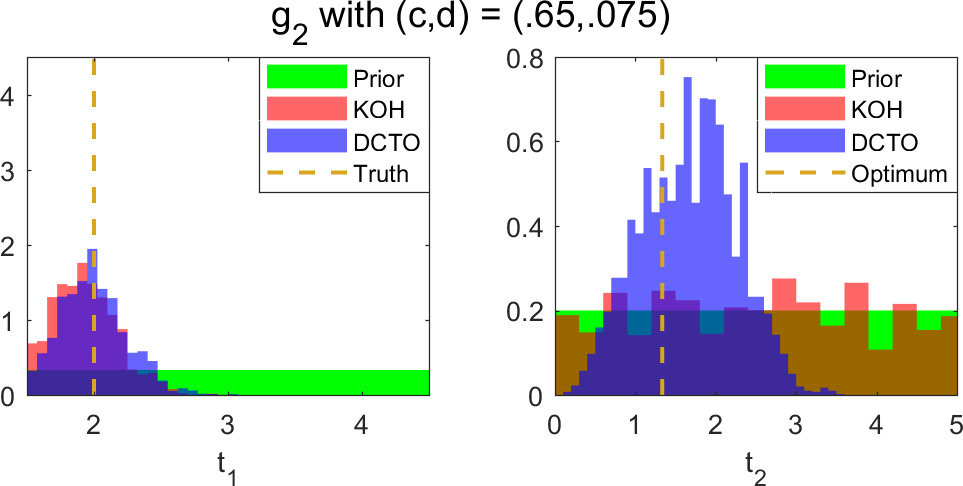 g2 with (c,d) = (.65,.075)
4
3
2
1
0
Prior
KOH
DCTO
Truth
2 3 4
t1
0.8
0.6
0.4
0.2
0
Prior
KOH
DCTO
Optimum
0 1 2 3 4 5
t2